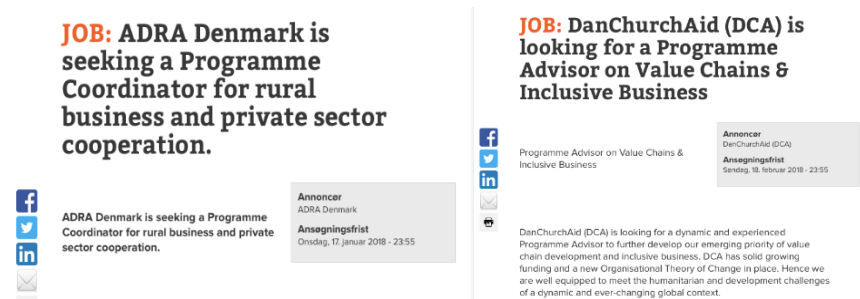 JOB: ADRA Denmark is
seeking a Programme
Coordinator for rural
business and private sector
cooperation.
ADRA Denmark is seeking a Programme
Coordinator for rural business and private
sector cooperation.
Annoncør
ADRA Denmark
Ansøgningsfrist
Onsdag, 17. januar 2018 - 23:55
JOB: DanChurchAid (DCA) is
looking for a Programme
Advisor on Value Chains &
Inclusive Business
Programme Advisor on Value Chains &
Inclusive Business
Annoncør
DanChurchAid (DCA)
Ansøgningsfrist
Søndag, 18. februar 2018 - 23:55
DanChurchAid (DCA) is looking for a dynamic and experienced
Programme Advisor to further develop our emerging priority of value
chain development and inclusive business. DCA has solid growing
funding and a new Organisational Theory of Change in place. Hence we
are well equipped to meet the humanitarian and development challenges
of a dynamic and ever-changing global context.